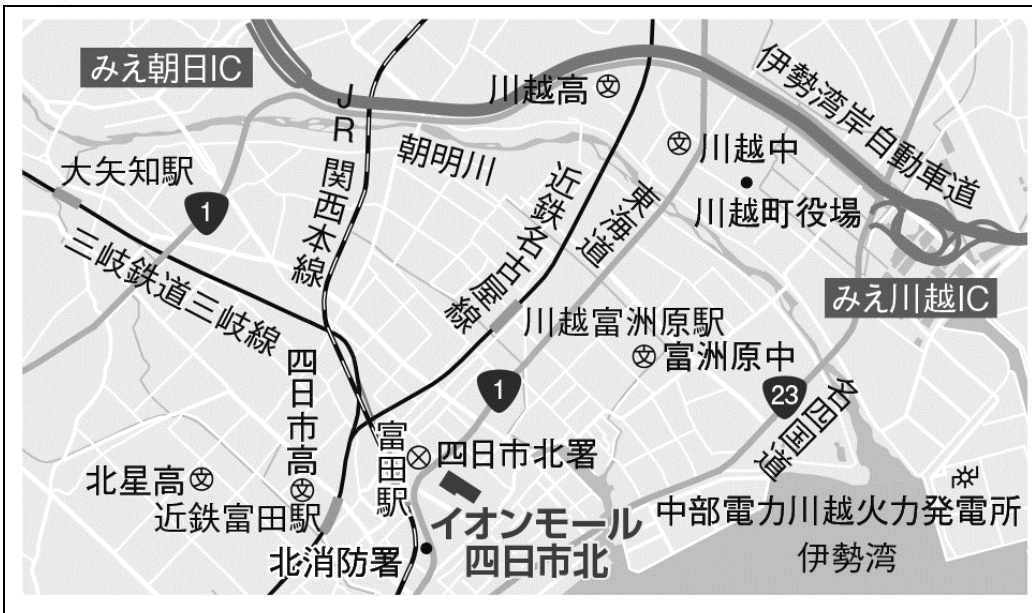 みえ朝日IC
川越高
伊勢湾岸自動車道
JR
関西本線
朝明川
川越中
大矢知駅
近鉄名古屋線
東海道
川越町役場
1
三岐鉄道三岐線
みえ川越IC
川越富洲原駅
富洲原中
1
23
名四国道
四日市高
富田駅
四日市北署
北星高
近鉄富田駅
イオンモール
四日市北
中部電力川越火力発電所
北消防署
伊勢湾